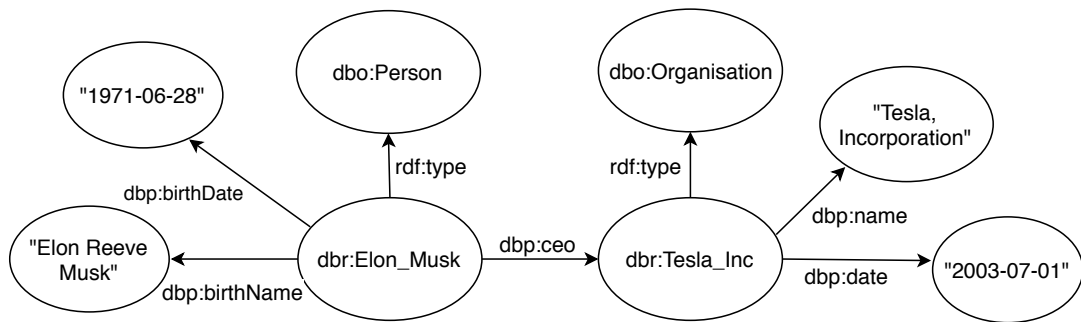 dbo:Person
dbo:Organisation
"1971-06-28"
"Tesla,
Incorporation"
rdf:type
rdf:type
dbp:birthDate
dbp:name
"Elon Reeve
Musk"
dbr:Elon_Musk
dbp:ceo
dbr:Tesla_Inc
"2003-07-01"
dbp:birthName
dbp:date